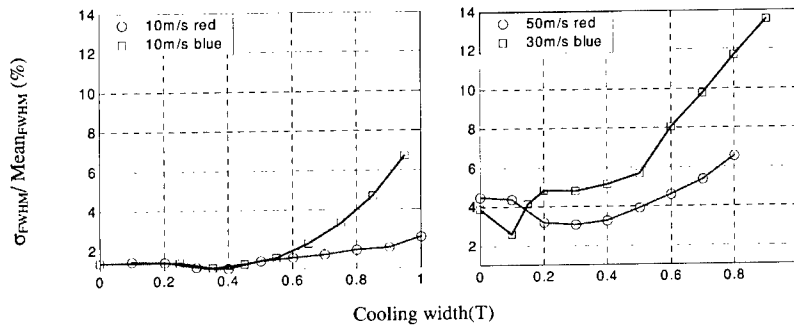 10m/s red
10m/s blue
14
12
10
8
6
4
2
0 0.2 0.4 0.6 0.8 1
50m/s red
30m/s blue
14
12
10
8
6
4
2
0 0.2 0.4 0.6 0.8
σFWHM/ MeanFWHM (%)
Cooling width(T)